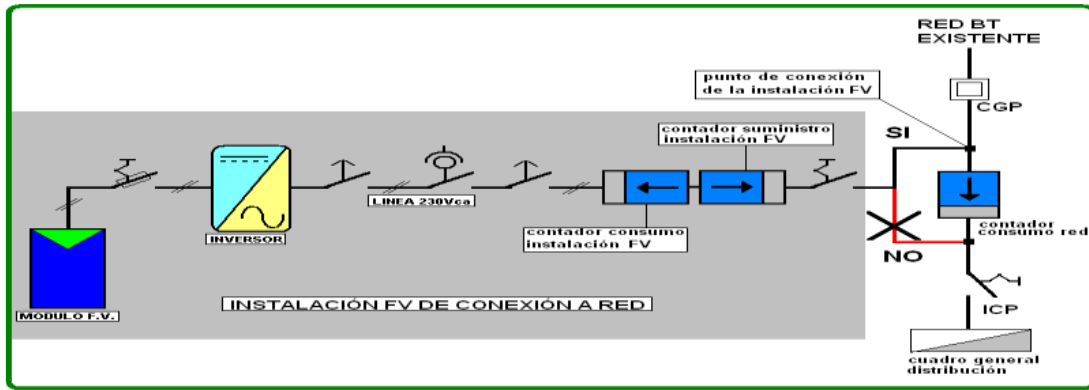 RED BT
EXISTENTE
punto de conexión
de la instalación FV
CGP
contador suministro
instalación FV
SI
LINEA 230Vca
INVERSOR
contador consumo
instalación FV
contador
consumo red
NO
INSTALACIÓN FV DE CONEXIÓN A RED
MODULO F.V.
ICP
cuadro general
distribución